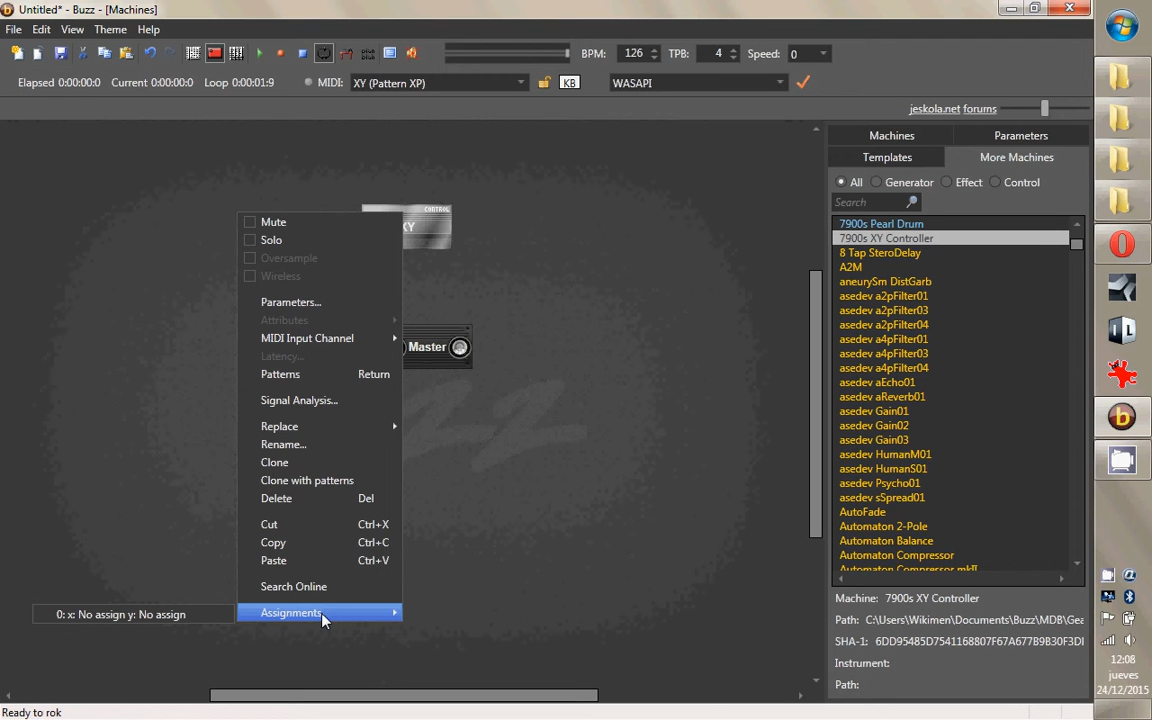 Untitled* - Buzz - [Machines]
File Edit View Theme Help
BPM: 126 TPB: 4 Speed: 0
Elapsed 0:00:00:0 Current 0:00:00:0 Loop 0:00:01:9 MIDI: XY (Pattern XP) KB WASAPI
jeskola.net forums
Machines Parameters
Templates More Machines
All Generator Effect Control
Search
7900s Pearl Drum
7900s XY Controller
8 Tap SteroDelay
A2M
aneurySm DistGarb
asedev a2pFilter01
asedev a2pFilter03
asedev a2pFilter04
asedev a4pFilter01
asedev a4pFilter03
asedev a4pFilter04
asedev aEcho01
asedev aReverb01
asedev Gain01
asedev Gain02
asedev Gain03
asedev HumanM01
asedev HumanS01
asedev Psycho01
asedev sSpread01
AutoFade
Automaton 2-Pole
Automaton Balance
Automaton Compressor
Automaton Compressor mkII
Machine: 7900s XY Controller
Path: C:\Users\Wikimen\Documents\Buzz\MDB\Gea
SHA-1: 6DD95485D7541168807F67A677B9B30F3DI
Instrument:
Path:
CONTROL
XY
Master
Mute
Solo
Oversample
Wireless
Parameters...
Attributes
MIDI Input Channel
Latency...
Patterns Return
Signal Analysis...
Replace
Rename...
Clone
Clone with patterns
Delete Del
Cut Ctrl+X
Copy Ctrl+C
Paste Ctrl+V
Search Online
Assignments
0: x: No assign y: No assign
Ready to rok
12:08
jueves
24/12/2015